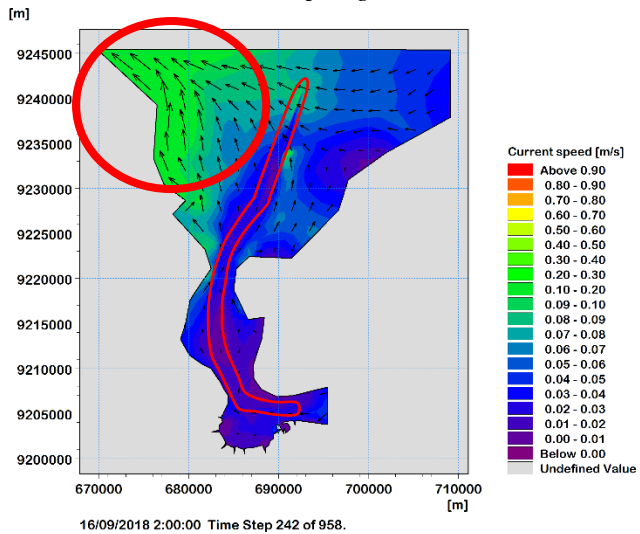 [m]
9245000
9240000
9235000
9230000
9225000
9220000
9215000
9210000
9205000
9200000
670000 680000 690000 700000 710000
[m]
16/09/2018 2:00:00 Time Step 242 of 958.
Current speed [m/s]
Above 0.90
0.80 - 0.90
0.70 - 0.80
0.60 - 0.70
0.50 - 0.60
0.40 - 0.50
0.30 - 0.40
0.20 - 0.30
0.10 - 0.20
0.09 - 0.10
0.08 - 0.09
0.07 - 0.08
0.06 - 0.07
0.05 - 0.06
0.04 - 0.05
0.03 - 0.04
0.02 - 0.03
0.01 - 0.02
0.00 - 0.01
Below 0.00
Undefined Value